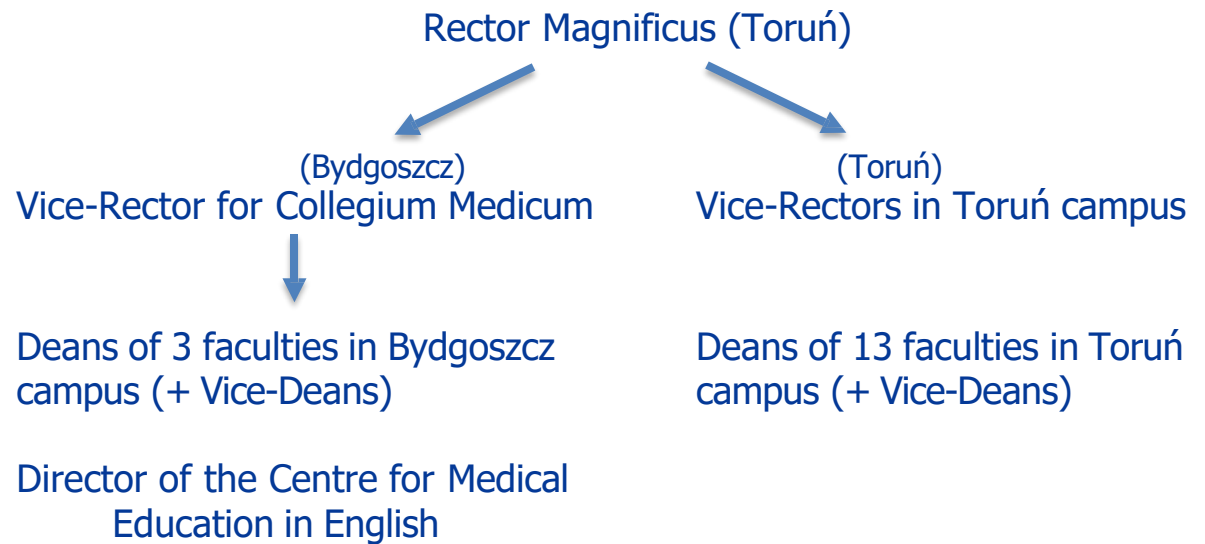 Rector Magnificus (Toruń)
(Bydgoszcz)
Vice-Rector for Collegium Medicum
(Toruń)
Vice-Rectors in Toruń campus
Deans of 3 faculties in Bydgoszcz
campus (+ Vice-Deans)
Deans of 13 faculties in Toruń
campus (+ Vice-Deans)
Director of the Centre for Medical
Education in English